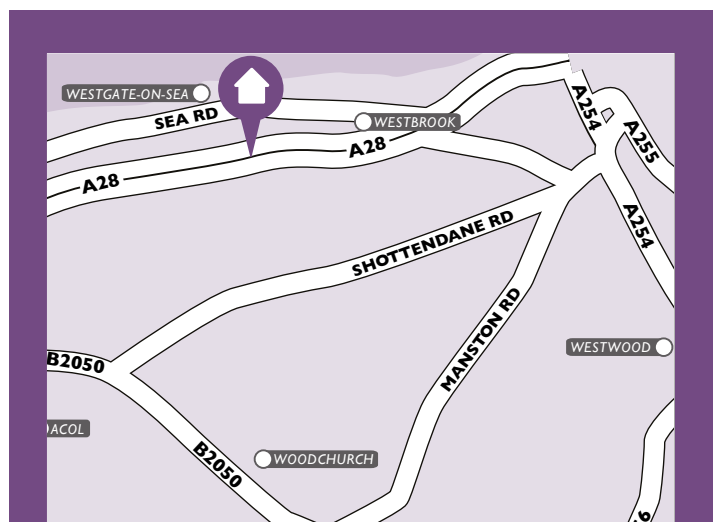 WESTGATE-ON-SEA
SEA RD
WESTBROOK
A254
A255
A28
A28
A254
SHOTTENDANE RD
MANSTON RD
WESTWOOD
B2050
ACOL
B2050
WOODCHURCH